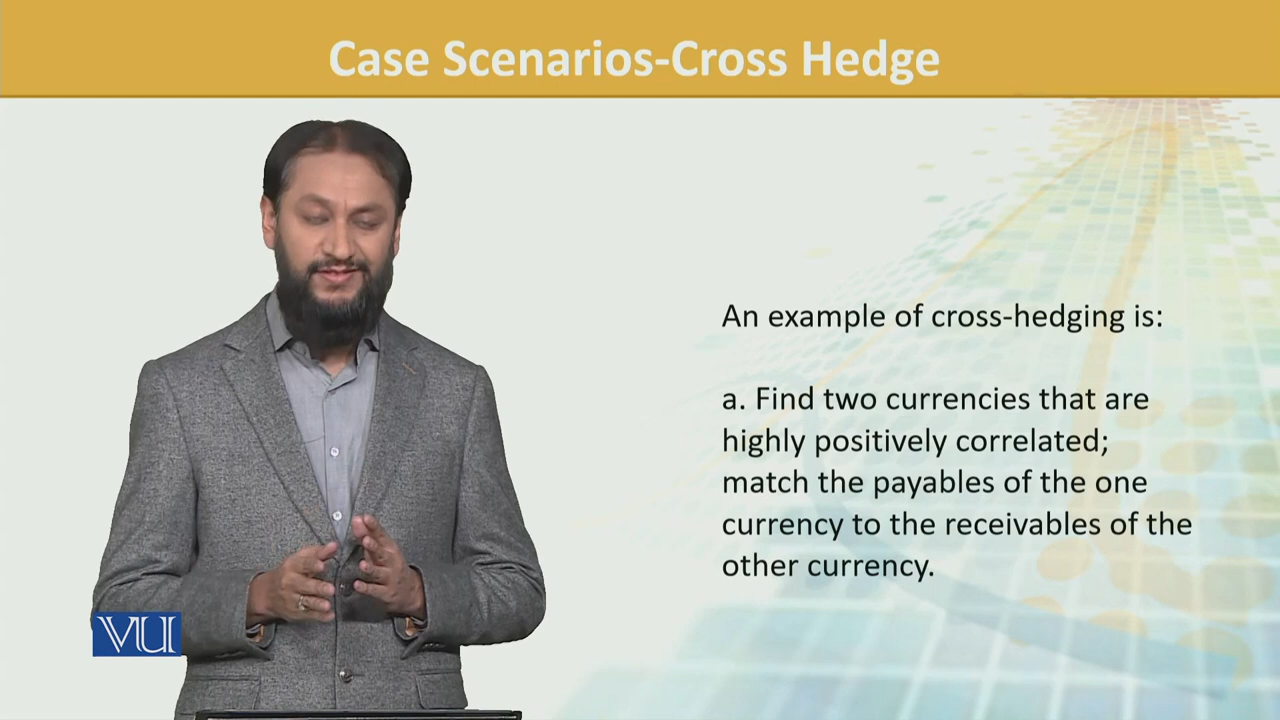 Case Scenarios-Cross Hedge
An example of cross-hedging is:
a. Find two currencies that are
highly positively correlated;
match the payables of the one
currency to the receivables of the
other currency.
VU